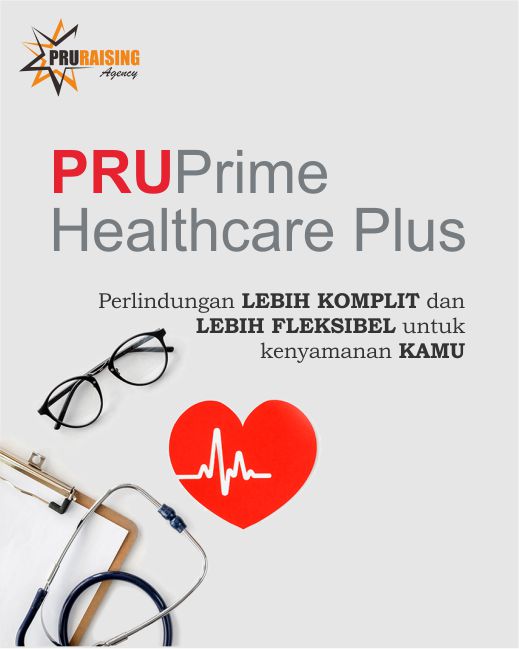 PRURAISING
Agency
PRUPrime
Healthcare Plus
Perlindungan LEBIH KOMPLIT dan
LEBIH FLEKSIBEL untuk
kenyamanan KAMU